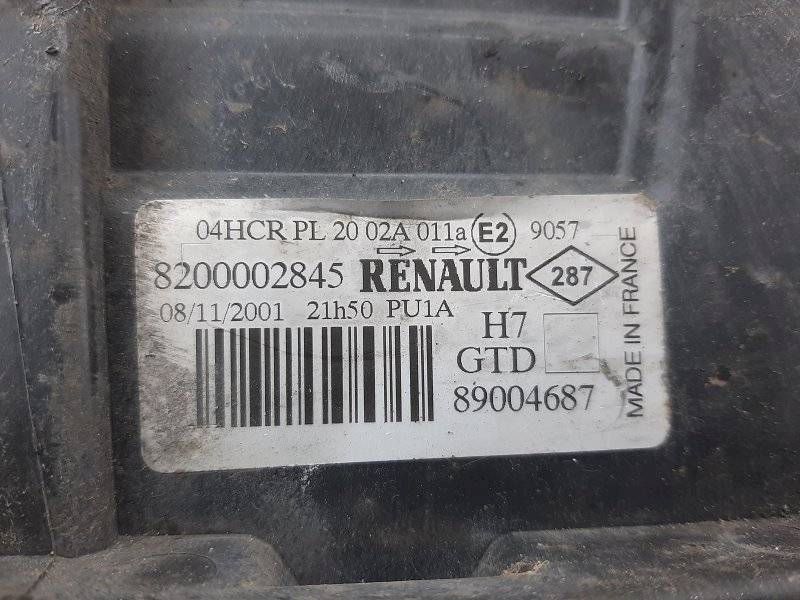 04HCR PL 20 02A 011a E2 9057
8200002845 RENAULT 287
08/11/2001 21h50 PU1A
H7
GTD
89004687
MADE IN FRANCE